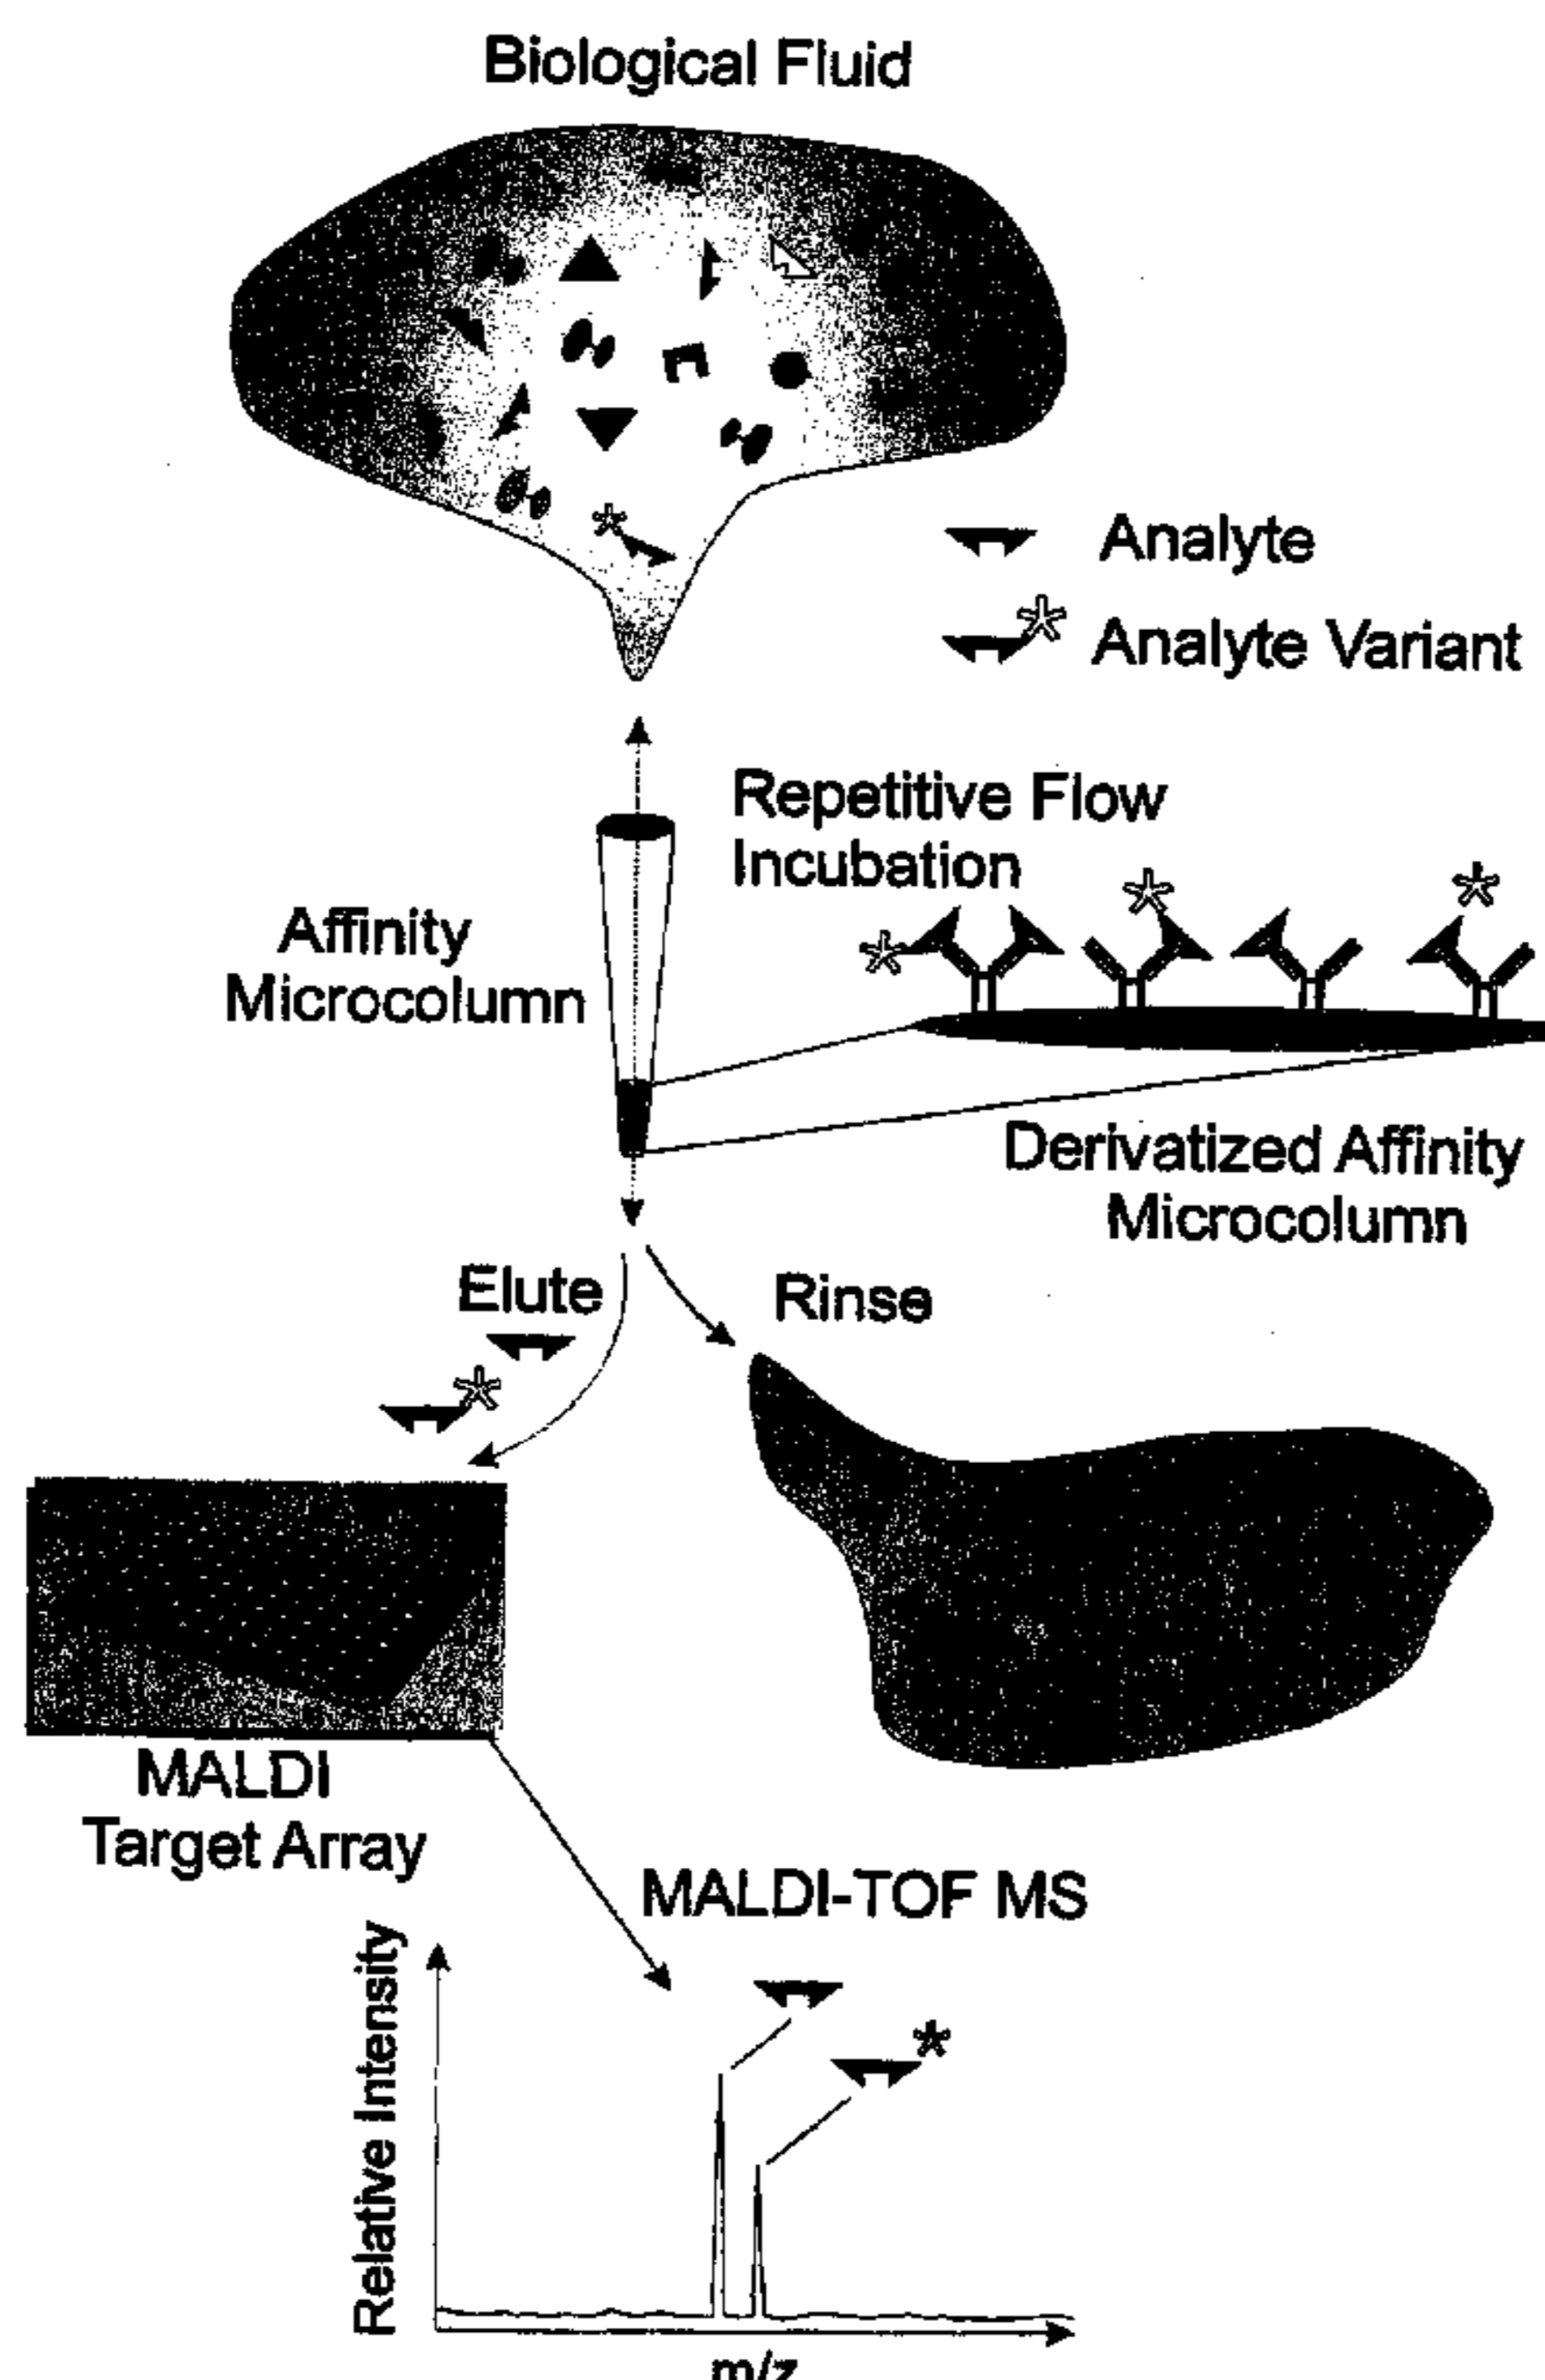 Biological Fluid
Analyte
Analyte Variant
Repetitive Flow
Incubation
Affinity
Microcolumn
Derivatized Affinity
Microcolumn
Elute
Rinse
MALDI
Target Array
MALDI-TOF MS
Relative Intensity
m/z